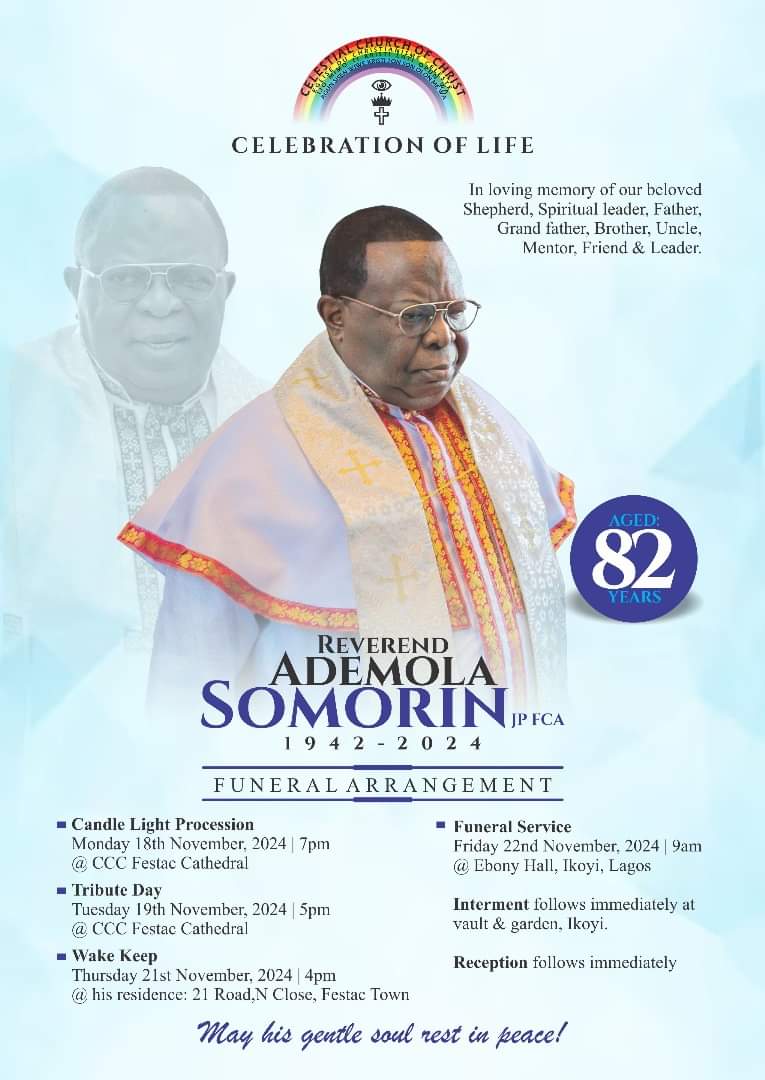 CELESTIAL CHURCH OF CHRIST
CELEBRATION OF LIFE
In loving memory of our beloved
Shepherd, Spiritual leader, Father,
Grand father, Brother, Uncle,
Mentor, Friend & Leader.
AGED:
82
YEARS
REVEREND
ADEMOLA
SOMORIN JP FCA
1942-2024
FUNERAL ARRANGEMENT
Candle Light Procession
Monday 18th November, 2024 | 7pm
@ CCC Festac Cathedral
Tribute Day
Tuesday 19th November, 2024 | 5pm
@ CCC Festac Cathedral
Wake Keep
Thursday 21st November, 2024 | 4pm
@ his residence: 21 Road,N Close, Festac Town
Funeral Service
Friday 22nd November, 2024 | 9am
@ Ebony Hall, Ikoyi, Lagos
Interment follows immediately at
vault & garden, Ikoyi.
Reception follows immediately
May his gentle soul rest in peace!